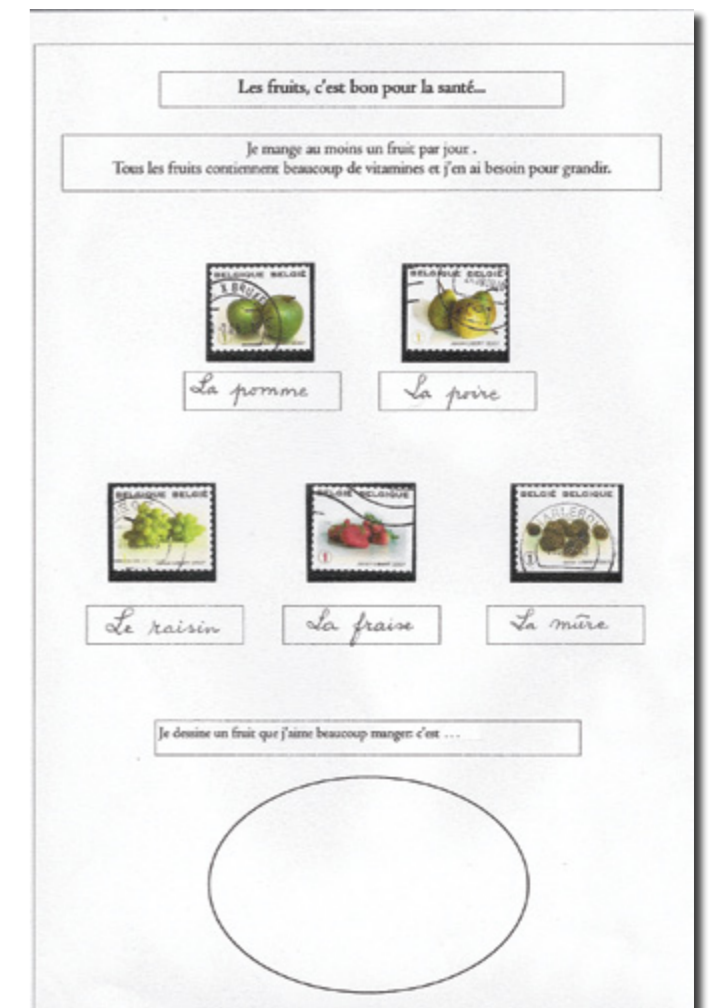 Les fruits, c'est bon pour la santé...
Je mange au moins un fruit par jour .
Tous les fruits contiennent beaucoup de vitamines et j'en ai besoin pour grandir.
BELGIQUE BELGIË
BELGIQUE BELGIË
La pomme
La poire
BELGIQUE BELGIË
BELGIË BELGIQUE
BELGIË BELGIQUE
Le raisin
La fraise
La mûre
Je dessine un fruit que j'aime beaucoup manger: c'est ...